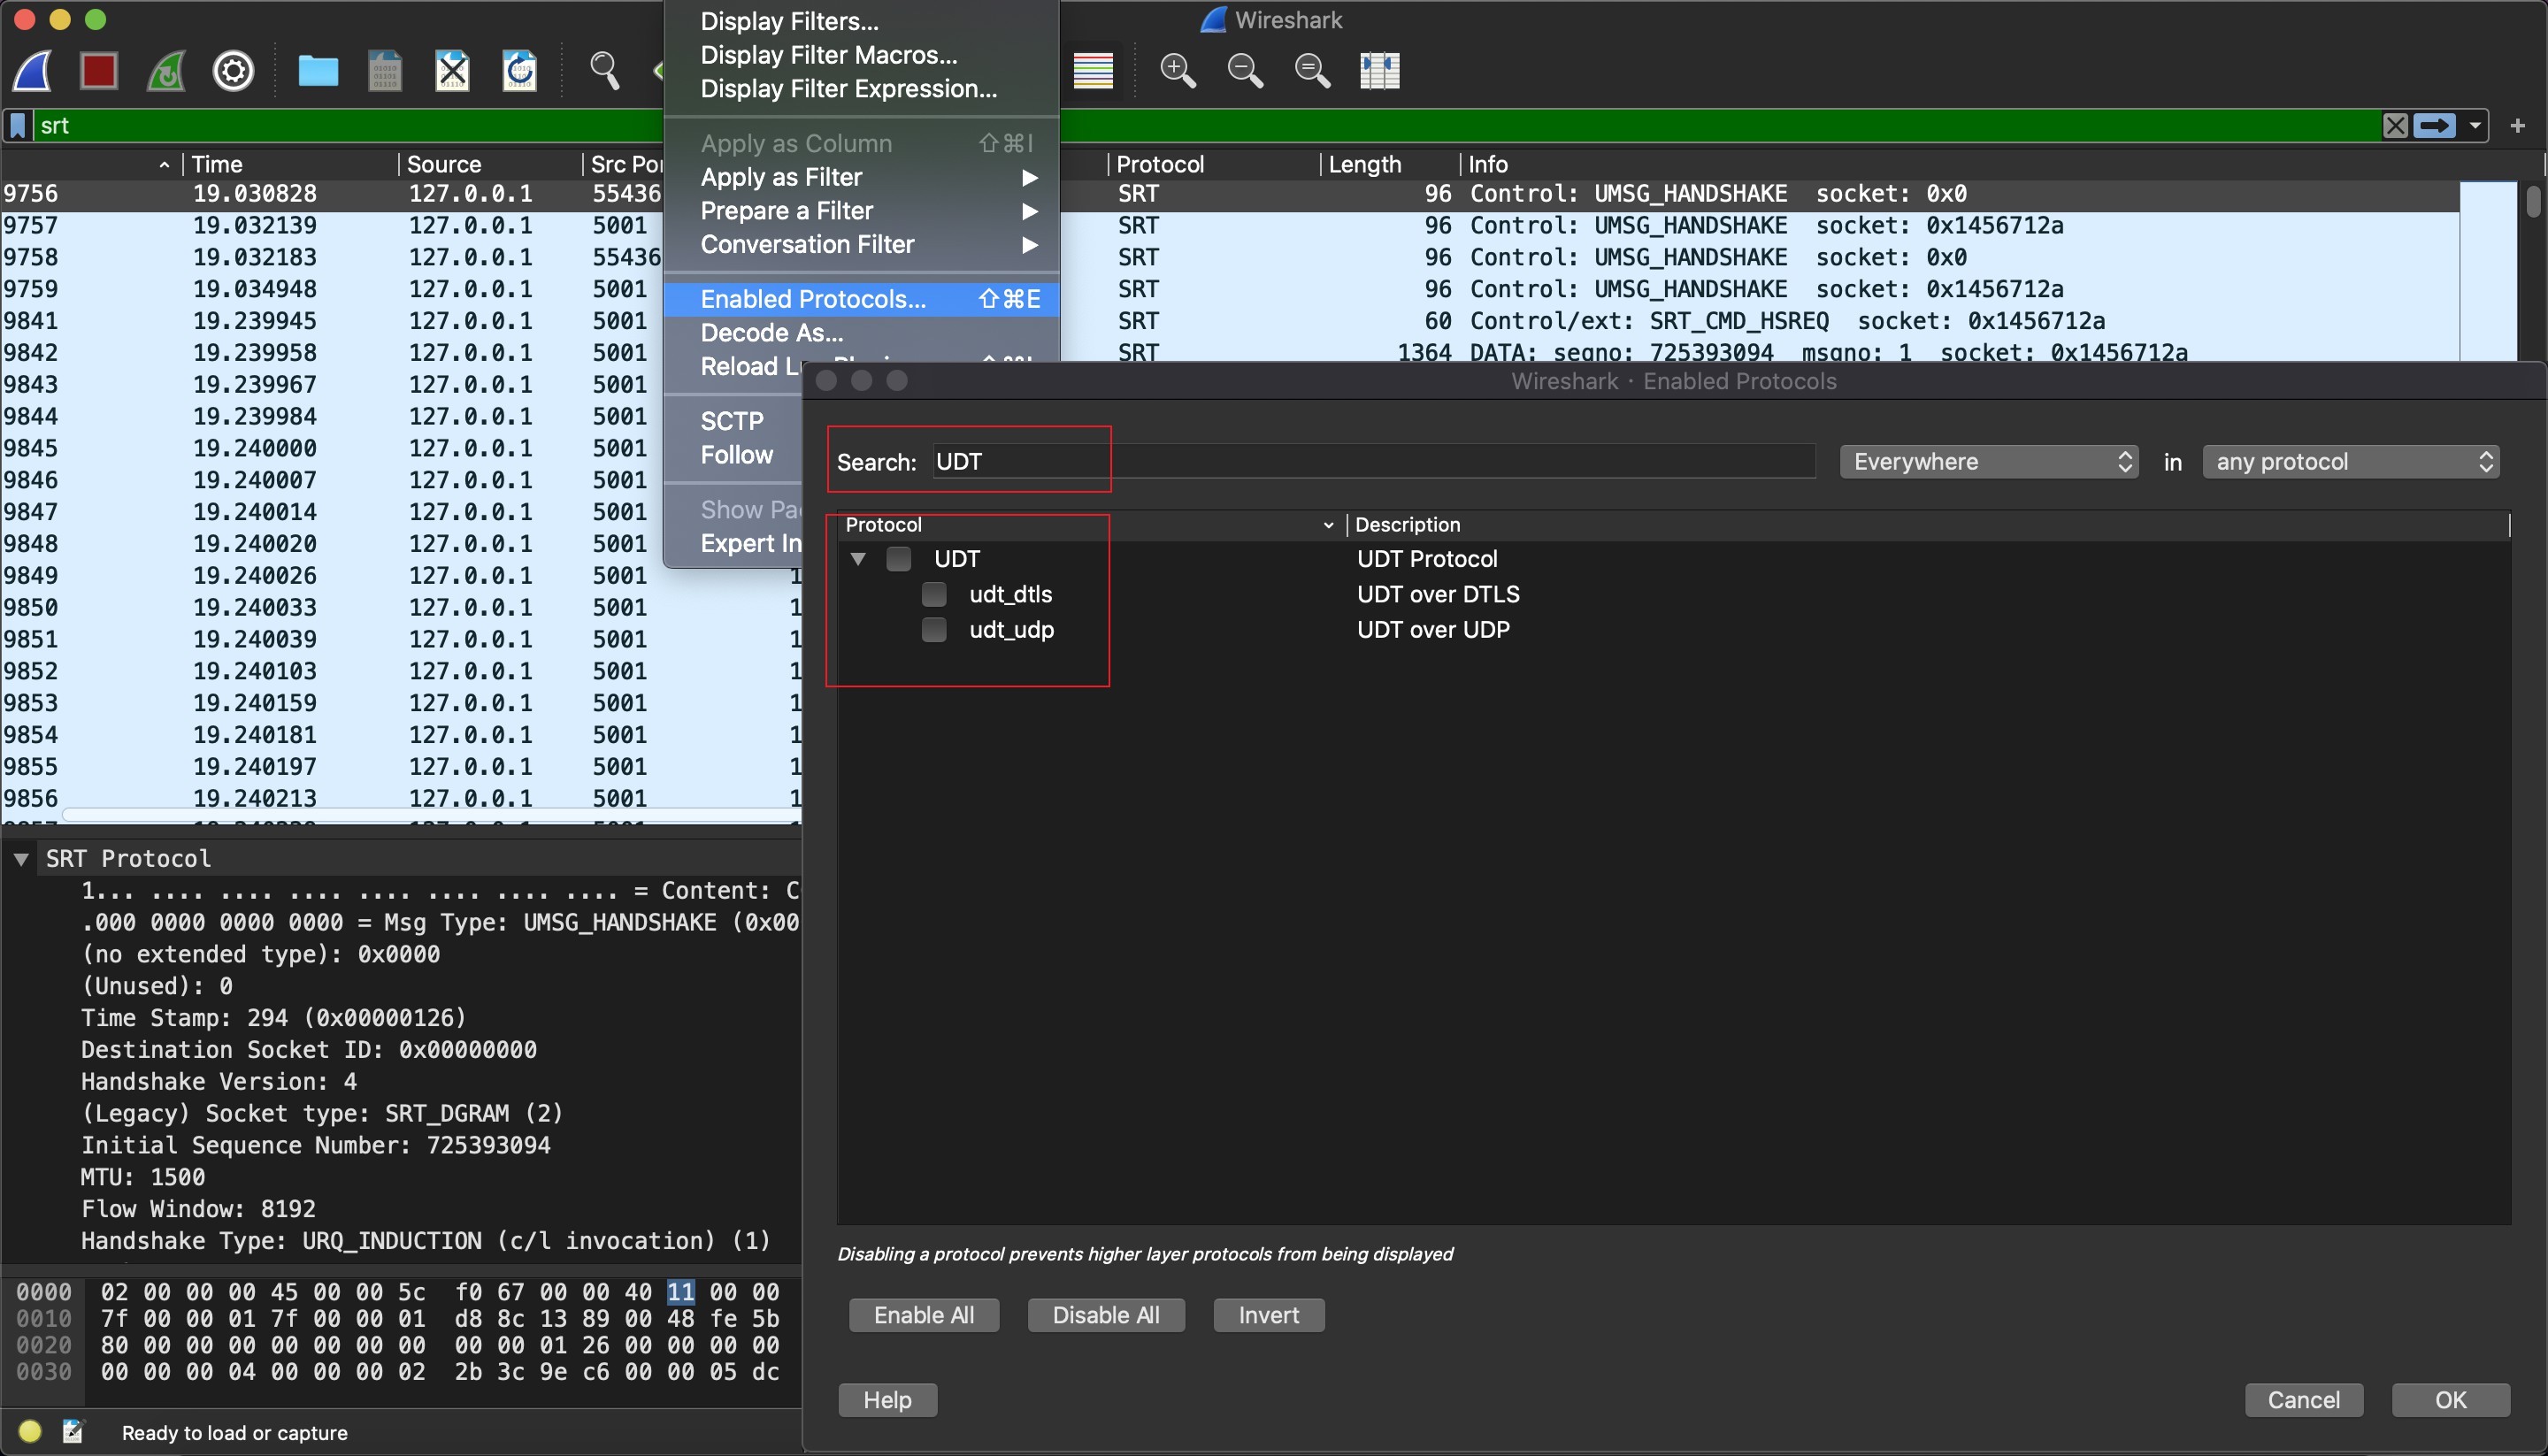 Wireshark
Display Filters...
Display Filter Macros...
Display Filter Expression...
Apply as Column ⇧⌘I
Apply as Filter ▶
Prepare a Filter ▶
Conversation Filter ▶
Enabled Protocols... ⇧⌘E
Decode As...
Reload
SCTP
Follow
Show
Expert
srt
Time Source Src Protocol Length Info
9756 19.030828 127.0.0.1 55436 SRT 96 Control: UMSG_HANDSHAKE socket: 0x0
9757 19.032139 127.0.0.1 5001 SRT 96 Control: UMSG_HANDSHAKE socket: 0x1456712a
9758 19.032183 127.0.0.1 55436 SRT 96 Control: UMSG_HANDSHAKE socket: 0x0
9759 19.034948 127.0.0.1 5001 SRT 96 Control: UMSG_HANDSHAKE socket: 0x1456712a
9841 19.239945 127.0.0.1 5001 SRT 60 Control/ext: SRT_CMD_HSREQ socket: 0x1456712a
9842 19.239958 127.0.0.1 5001 SRT 1364 DATA: seqno: 725393094 msgno: 1 socket: 0x1456712a
9843 19.239967 127.0.0.1 5001
9844 19.239984 127.0.0.1 5001
9845 19.240000 127.0.0.1 5001 1
9846 19.240007 127.0.0.1 5001 1
9847 19.240014 127.0.0.1 5001
9848 19.240020 127.0.0.1 5001
9849 19.240026 127.0.0.1 5001 1
9850 19.240033 127.0.0.1 5001 1
9851 19.240039 127.0.0.1 5001 1
9852 19.240103 127.0.0.1 5001 1
9853 19.240159 127.0.0.1 5001 1
9854 19.240181 127.0.0.1 5001 1
9855 19.240197 127.0.0.1 5001 1
9856 19.240213 127.0.0.1 5001 1
SRT Protocol
1... .... .... .... .... .... .... .... = Content:
.000 0000 0000 0000 = Msg Type: UMSG_HANDSHAKE (0x00
(no extended type): 0x0000
(Unused): 0
Time Stamp: 294 (0x00000126)
Destination Socket ID: 0x00000000
Handshake Version: 4
(Legacy) Socket type: SRT_DGRAM (2)
Initial Sequence Number: 725393094
MTU: 1500
Flow Window: 8192
Handshake Type: URQ_INDUCTION (c/l invocation) (1)
0000 02 00 00 00 45 00 00 5c f0 67 00 00 40 11 00 00
0010 7f 00 00 01 7f 00 00 01 d8 8c 13 89 00 48 fe 5b
0020 80 00 00 00 00 00 00 00 00 00 01 26 00 00 00 00
0030 00 00 00 04 00 00 00 02 2b 3c 9e c6 00 00 05 dc
Ready to load or capture
Wireshark · Enabled Protocols
Search: UDT Everywhere in any protocol
Protocol Description
UDT UDT Protocol
udt_dtls UDT over DTLS
udt_udp UDT over UDP
Disabling a protocol prevents higher layer protocols from being displayed
Enable All Disable All Invert
Help Cancel OK